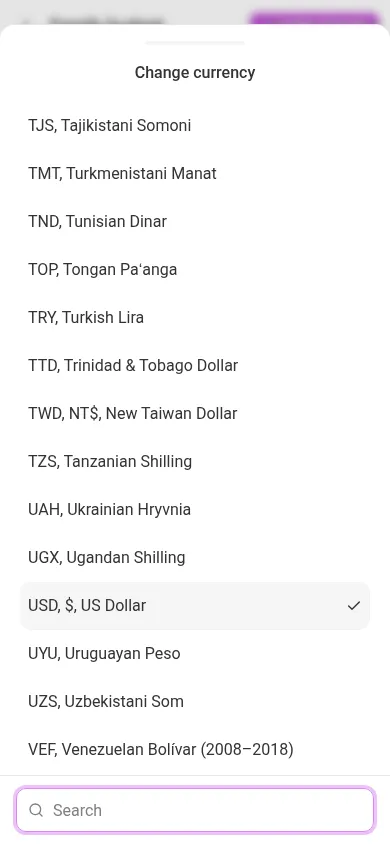 Change currency
TJS, Tajikistani Somoni
TMT, Turkmenistani Manat
TND, Tunisian Dinar
TOP, Tongan Paʻanga
TRY, Turkish Lira
TTD, Trinidad & Tobago Dollar
TWD, NT$, New Taiwan Dollar
TZS, Tanzanian Shilling
UAH, Ukrainian Hryvnia
UGX, Ugandan Shilling
USD, $, US Dollar
UYU, Uruguayan Peso
UZS, Uzbekistani Som
VEF, Venezuelan Bolívar (2008–2018)
Search